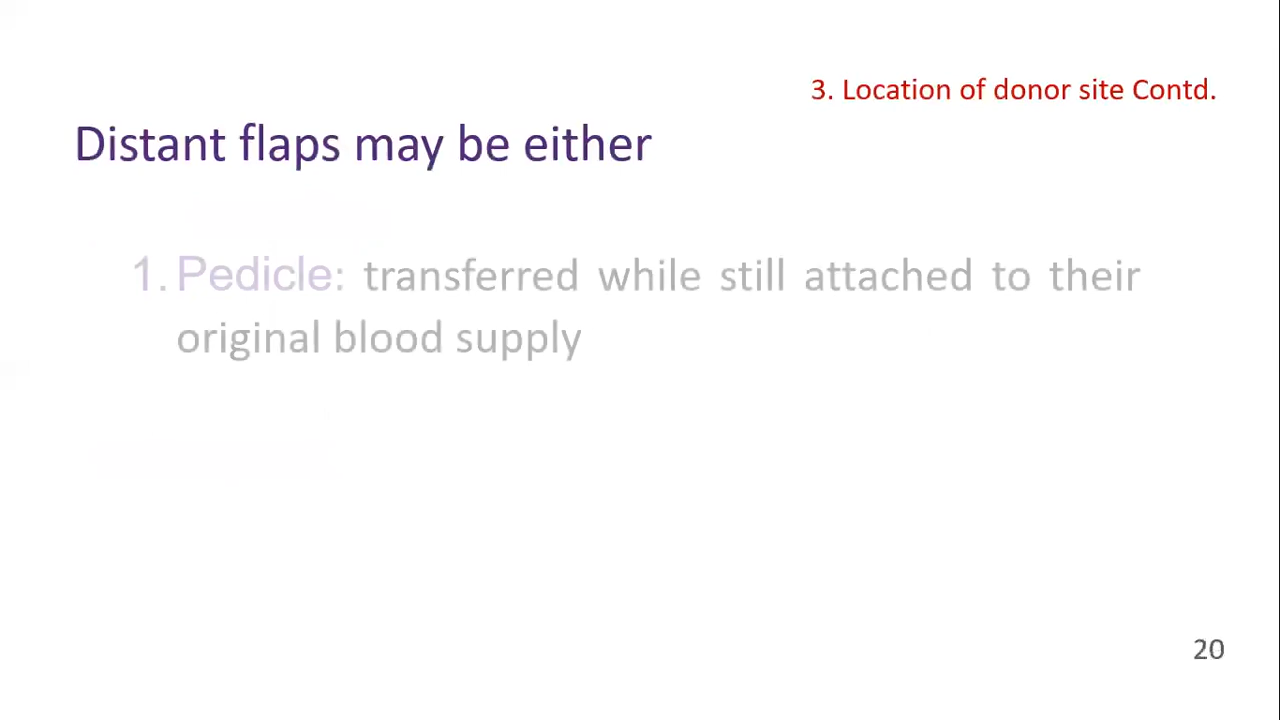 3. Location of donor site Contd.
Distant flaps may be either
1. Pedicle: transferred while still attached to their
original blood supply
20